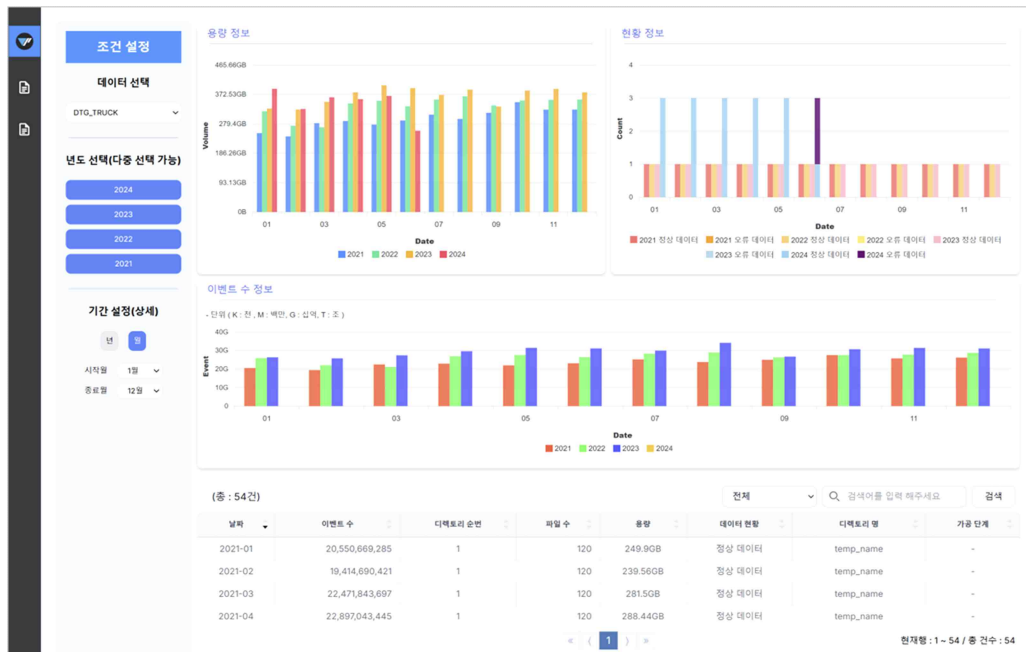 조건 설정
데이터 선택
DTG_TRUCK
년도 선택(다중 선택 가능)
2024
2023
2022
2021
기간 설정(상세)
년 월
시작월 1월
종료월 12월
용량 정보
465.66GB
372.53GB
279.4GB
186.26GB
93.13GB
0B
Volume
01 03 05 07 09 11
Date
2021 2022 2023 2024
현황 정보
4
3
2
1
0
Count
01 03 05 07 09 11
Date
2021 정상 데이터 2021 오류 데이터 2022 정상 데이터 2022 오류 데이터 2023 정상 데이터
2023 오류 데이터 2024 정상 데이터 2024 오류 데이터
이벤트 수 정보
- 단위 ( K : 천 , M : 백만, G : 십억, T : 조 )
40G
30G
20G
10G
0
Event
01 03 05 07 09 11
Date
2021 2022 2023 2024
(총 : 54건)
전체 검색어를 입력 해주세요 검색
날짜 이벤트 수 디렉토리 순번 파일 수 용량 데이터 현황 디렉토리 명 가공 단계
2021-01 20,550,669,285 1 120 249.9GB 정상 데이터 temp_name -
2021-02 19,414,690,421 1 120 239.56GB 정상 데이터 temp_name -
2021-03 22,471,843,697 1 120 281.5GB 정상 데이터 temp_name -
2021-04 22,897,043,445 1 120 288.44GB 정상 데이터 temp_name -
« ⟨ 1 ⟩ »
현재행 : 1 ~ 54 / 총 건수 : 54